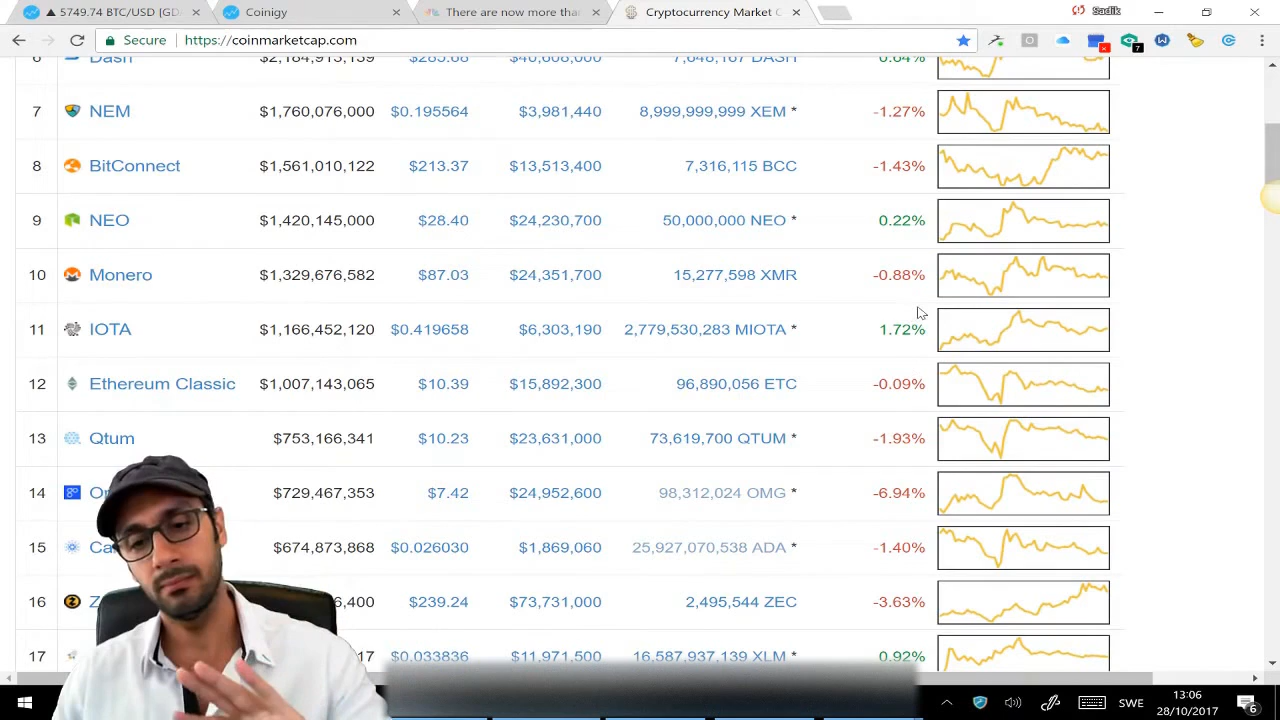 ▲ 5749.74 BTC/USD [GD
Coinigy
There are now more than
Cryptocurrency Market C
Sadik
Secure
https://coinmarketcap.com
7
Dash
NEM $1,760,076,000 $0.195564 $3,981,440 8,999,999,999 XEM * -1.27%
8 BitConnect $1,561,010,122 $213.37 $13,513,400 7,316,115 BCC -1.43%
9 NEO $1,420,145,000 $28.40 $24,230,700 50,000,000 NEO * 0.22%
10 Monero $1,329,676,582 $87.03 $24,351,700 15,277,598 XMR -0.88%
11 IOTA $1,166,452,120 $0.419658 $6,303,190 2,779,530,283 MIOTA * 1.72%
12 Ethereum Classic $1,007,143,065 $10.39 $15,892,300 96,890,056 ETC -0.09%
13 Qtum $753,166,341 $10.23 $23,631,000 73,619,700 QTUM * -1.93%
14 $729,467,353 $7.42 $24,952,600 98,312,024 OMG * -6.94%
15 Ca $674,873,868 $0.026030 $1,869,060 25,927,070,538 ADA * -1.40%
16 Z 6,400 $239.24 $73,731,000 2,495,544 ZEC -3.63%
17 17 $0.033836 $11,971,500 16,587,937,139 XLM * 0.92%
SWE
13:06
28/10/2017
6